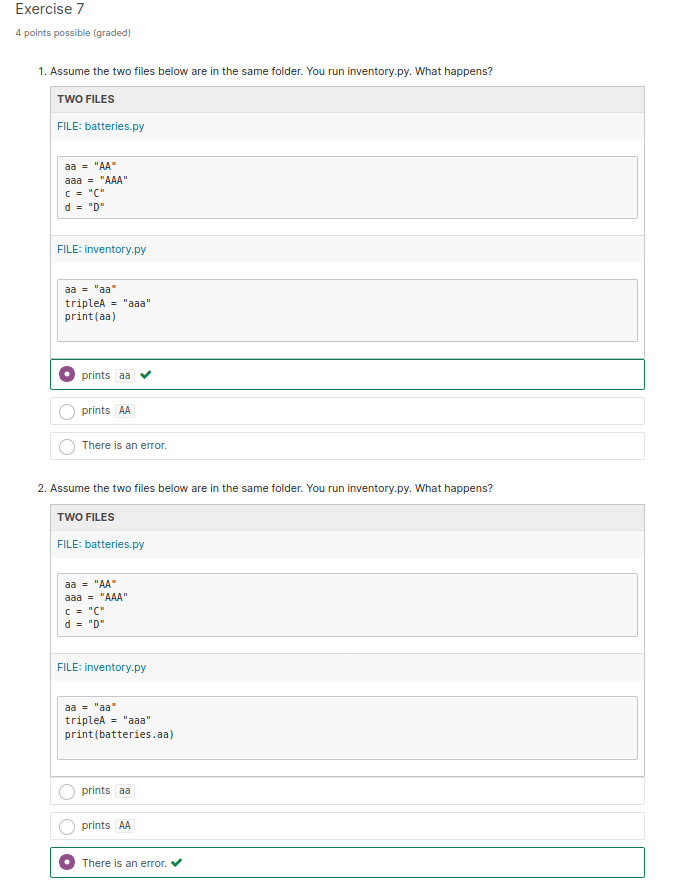 Exercise 7
4 points possible (graded)
1. Assume the two files below are in the same folder. You run inventory.py. What happens?
TWO FILES
FILE: batteries.py
aa = "AA"
aaa = "AAA"
c = "C"
d = "D"
FILE: inventory.py
aa = "aa"
tripleA = "aaa"
print(aa)
prints aa
prints AA
There is an error.
2. Assume the two files below are in the same folder. You run inventory.py. What happens?
TWO FILES
FILE: batteries.py
aa = "AA"
aaa = "AAA"
c = "C"
d = "D"
FILE: inventory.py
aa = "aa"
tripleA = "aaa"
print(batteries.aa)
prints aa
prints AA
There is an error.